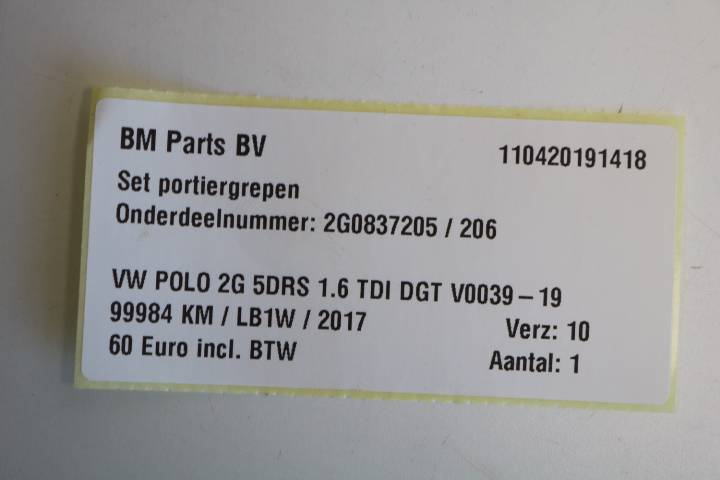 BM Parts BV 110420191418
Set portiergrepen
Onderdeelnummer: 2G0837205 / 206
VW POLO 2G 5DRS 1.6 TDI DGT V0039 – 19
99984 KM / LB1W / 2017 Verz: 10
60 Euro incl. BTW Aantal: 1